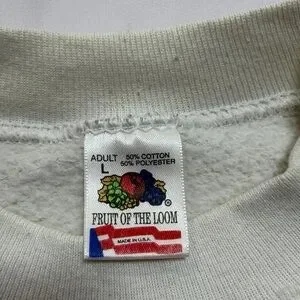 ADULT
L
50% COTTON
50% POLYESTER
®
FRUIT OF THE LOOM
MADE IN U.S.A.